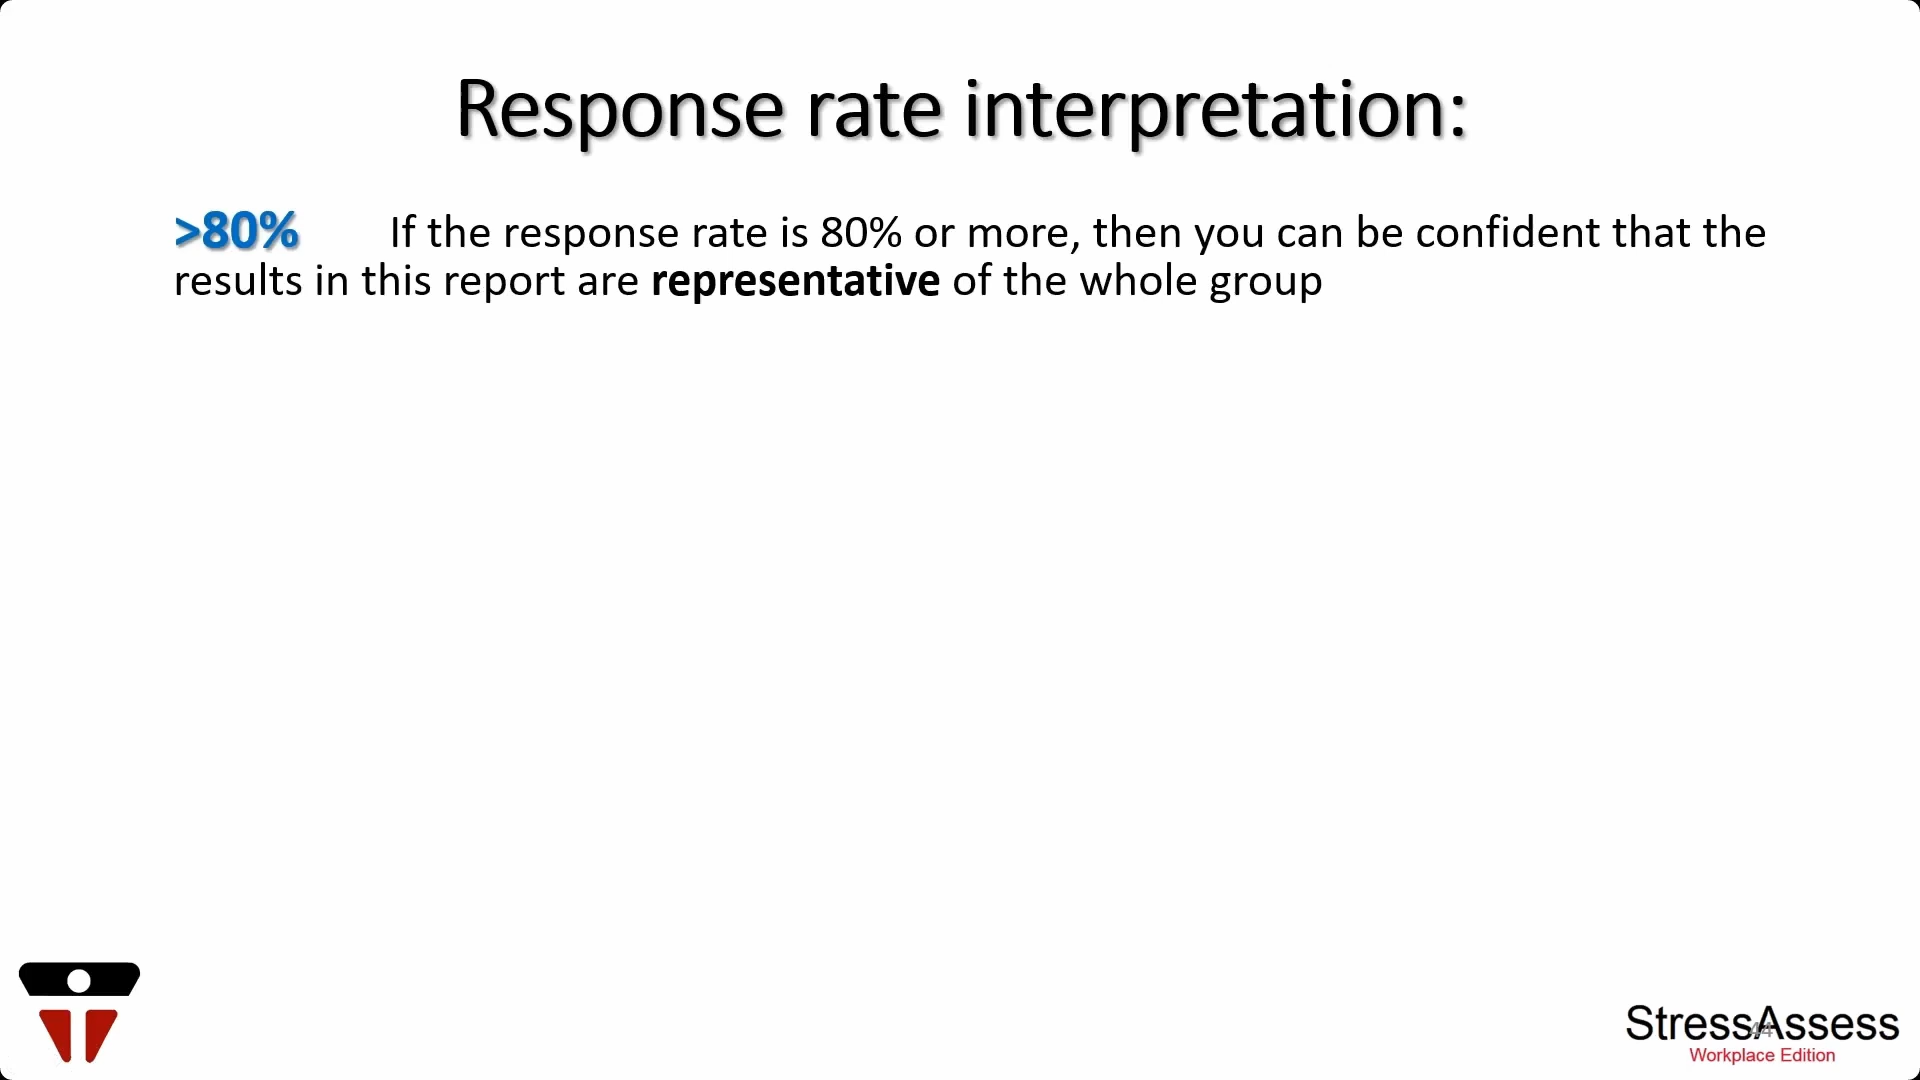 Response rate interpretation:
>80% If the response rate is 80% or more, then you can be confident that the
results in this report are representative of the whole group
StressAssess
44
Workplace Edition